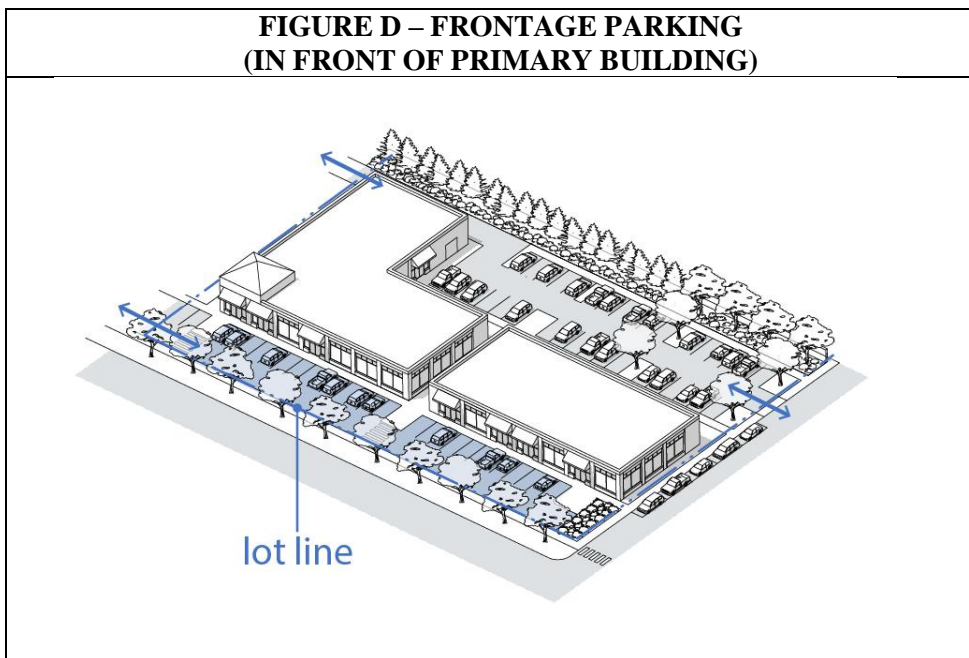 FIGURE D – FRONTAGE PARKING
(IN FRONT OF PRIMARY BUILDING)
lot line